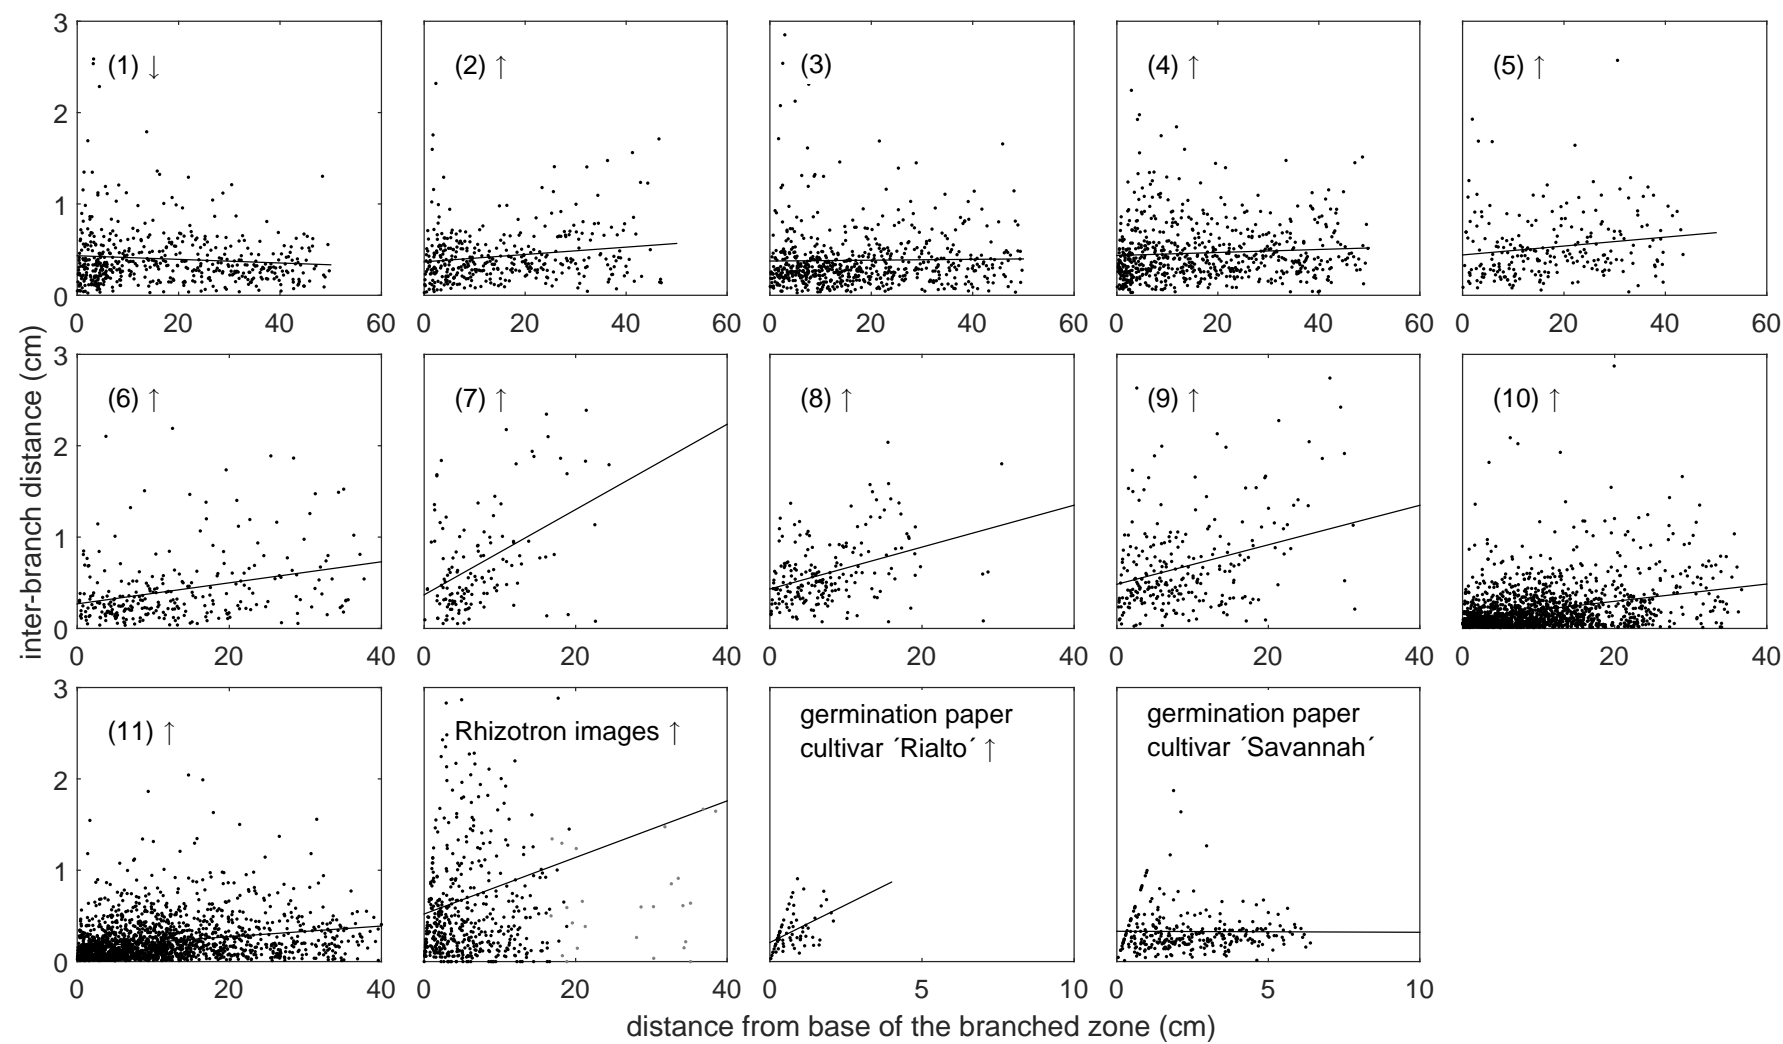 3
2
1
0
(1) ↓
(2) ↑
(3)
(4) ↑
(5) ↑
0 20 40 60
0 20 40 60
0 20 40 60
0 20 40 60
0 20 40 60
inter-branch distance (cm)
3
2
1
0
(6) ↑
(7) ↑
(8) ↑
(9) ↑
(10) ↑
0 20 40
0 20 40
0 20 40
0 20 40
0 20 40
3
2
1
0
(11) ↑
Rhizotron images ↑
germination paper
cultivar ´Rialto´ ↑
germination paper
cultivar ´Savannah´
0 20 40
0 20 40
0 5 10
0 5 10
distance from base of the branched zone (cm)